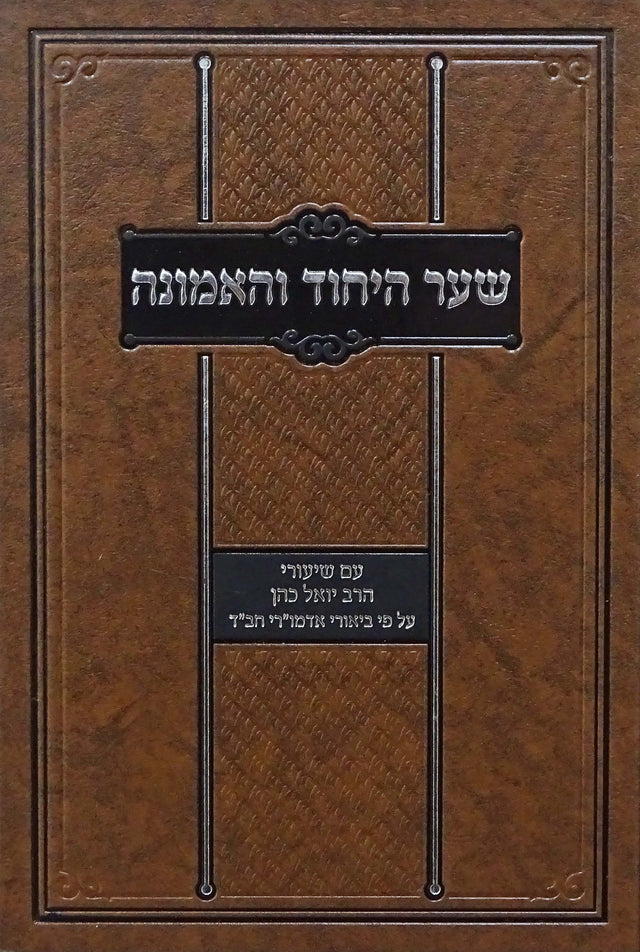 שער היחוד והאמונה
עם שיעורי
הרב יואל כהן
על פי ביאורי אדמו"רי חב"ד